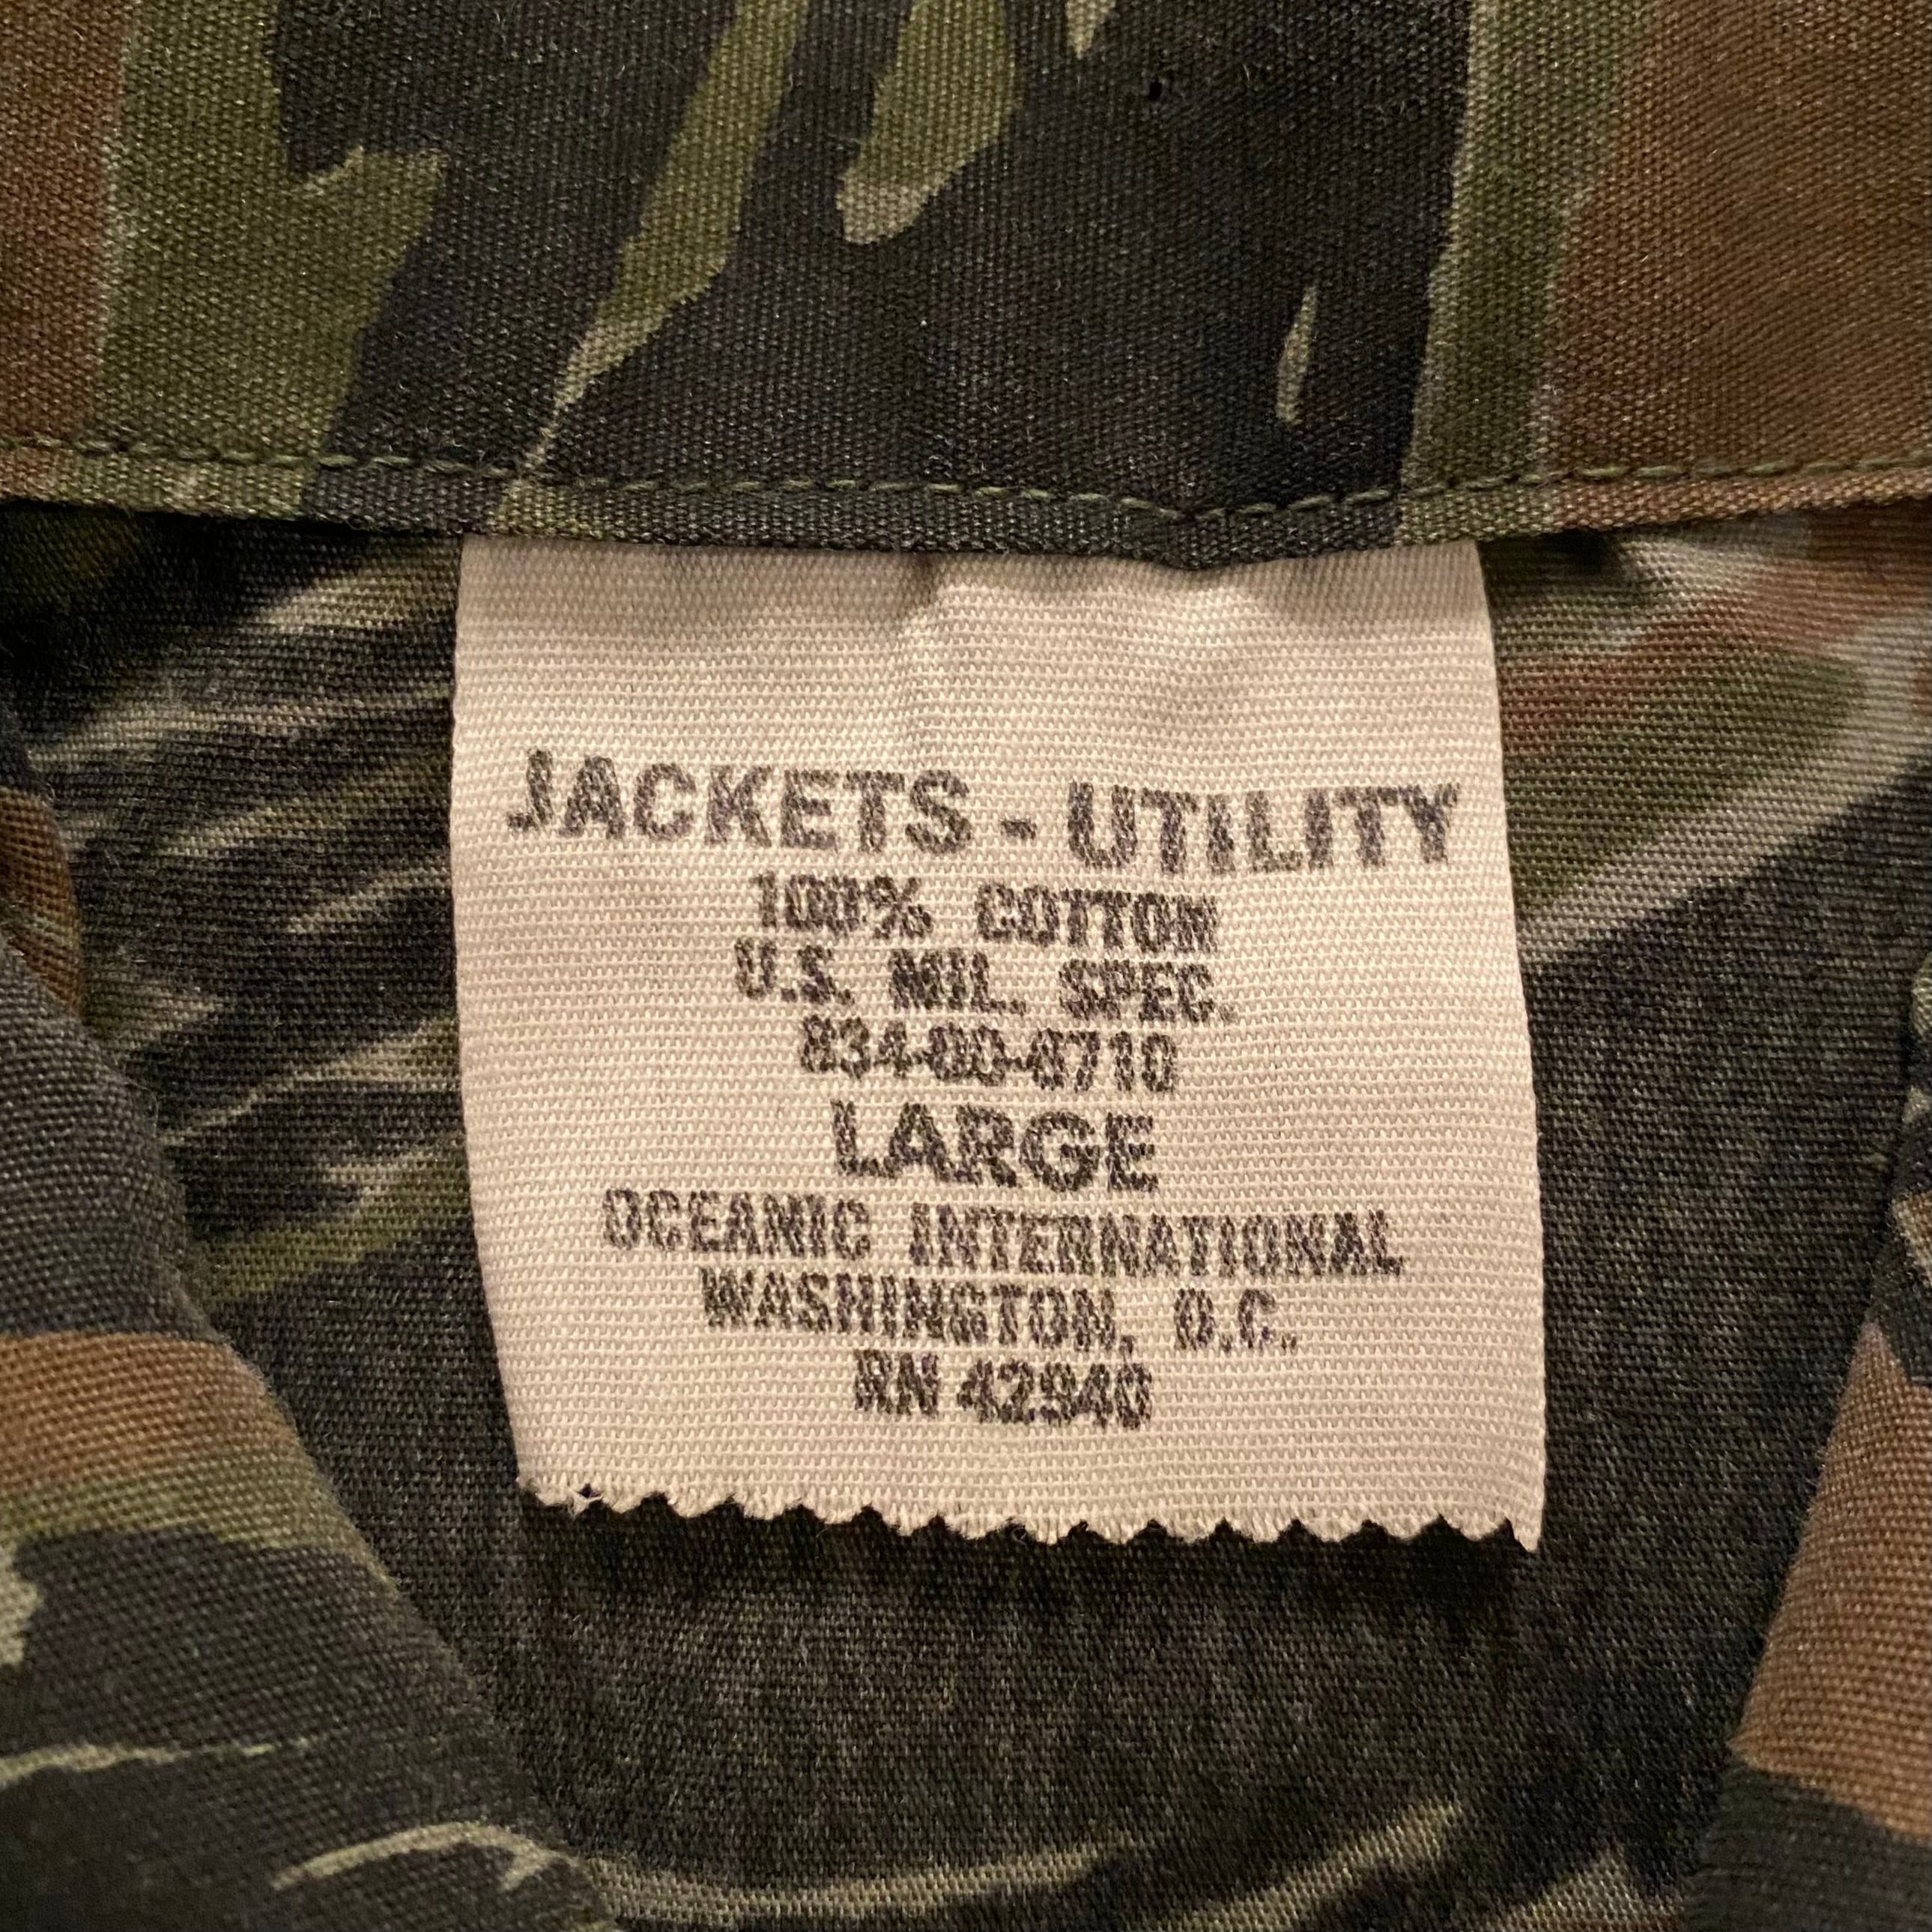 JACKETS - UTILITY
100% COTTON
U.S. MIL. SPEC.
834-80-8710
LARGE
OCEANIC INTERNATIONAL
WASHINGTON, D.C.
RN 42940